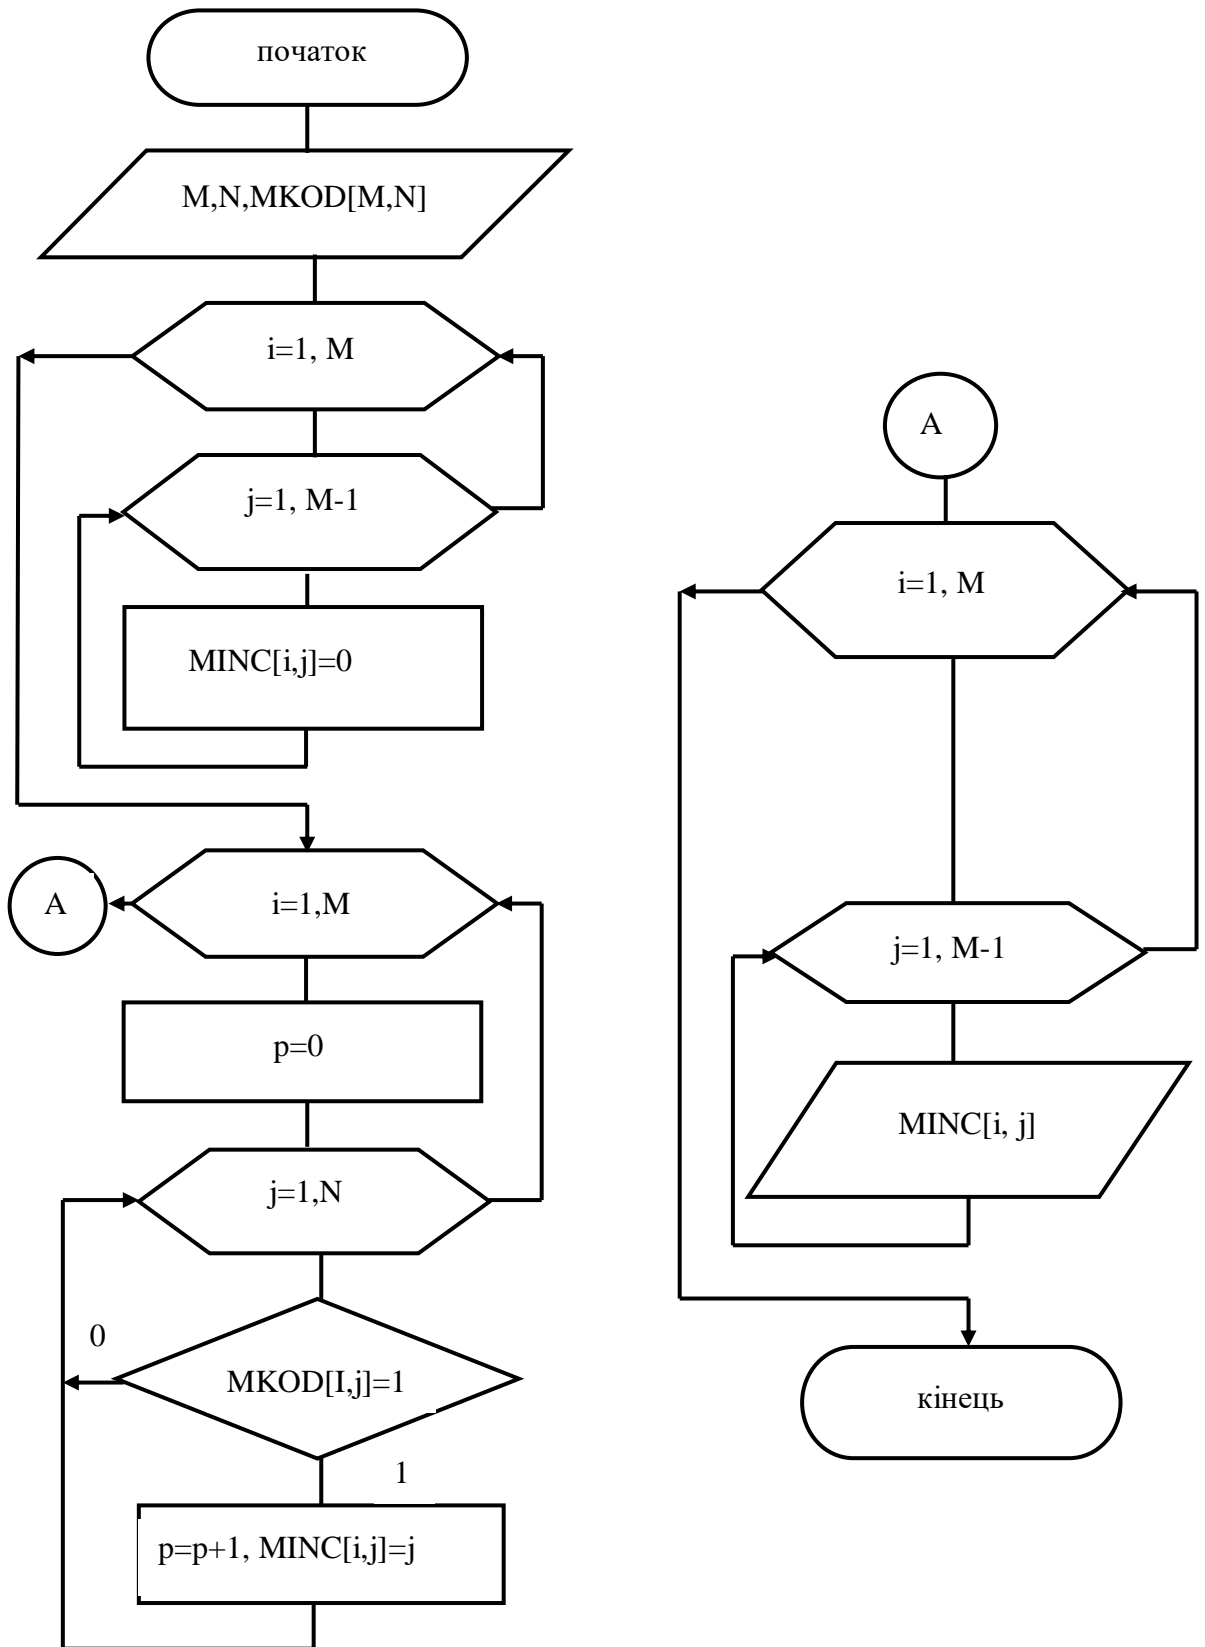 початок
M,N,MKOD[M,N]
i=1, M
j=1, M-1
MINC[i,j]=0
A
i=1,M
p=0
j=1,N
0
MKOD[I,j]=1
1
p=p+1, MINC[i,j]=j
A
i=1, M
j=1, M-1
MINC[i, j]
кінець